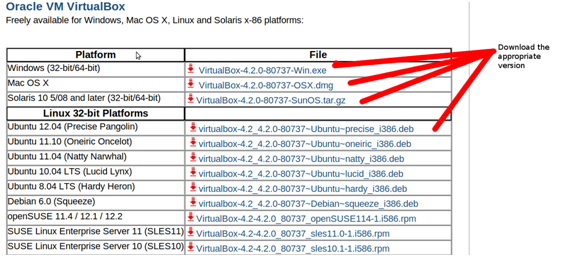 Oracle VM VirtualBox
Freely available for Windows, Mac OS X, Linux and Solaris x-86 platforms:
Platform File
Windows (32-bit/64-bit) VirtualBox-4.2.0-80737-Win.exe
Mac OS X VirtualBox-4.2.0-80737-OSX.dmg
Solaris 10 5/08 and later (32-bit/64-bit) VirtualBox-4.2.0-80737-SunOS.tar.gz
Linux 32-bit Platforms
Ubuntu 12.04 (Precise Pangolin) virtualbox-4.2_4.2.0-80737~Ubuntu~precise_i386.deb
Ubuntu 11.10 (Oneiric Oncelot) virtualbox-4.2_4.2.0-80737~Ubuntu~oneiric_i386.deb
Ubuntu 11.04 (Natty Narwhal) virtualbox-4.2_4.2.0-80737~Ubuntu~natty_i386.deb
Ubuntu 10.04 LTS (Lucid Lynx) virtualbox-4.2_4.2.0-80737~Ubuntu~lucid_i386.deb
Ubuntu 8.04 LTS (Hardy Heron) virtualbox-4.2_4.2.0-80737~Ubuntu~hardy_i386.deb
Debian 6.0 (Squeeze) virtualbox-4.2_4.2.0-80737~Debian~squeeze_i386.deb
openSUSE 11.4 / 12.1 / 12.2 VirtualBox-4.2-4.2.0_80737_openSUSE114-1.i586.rpm
SUSE Linux Enterprise Server 11 (SLES11) VirtualBox-4.2-4.2.0_80737_sles11.0-1.i586.rpm
SUSE Linux Enterprise Server 10 (SLES10) VirtualBox-4.2-4.2.0_80737_sles10.1-1.i586.rpm
Download the
appropriate
version